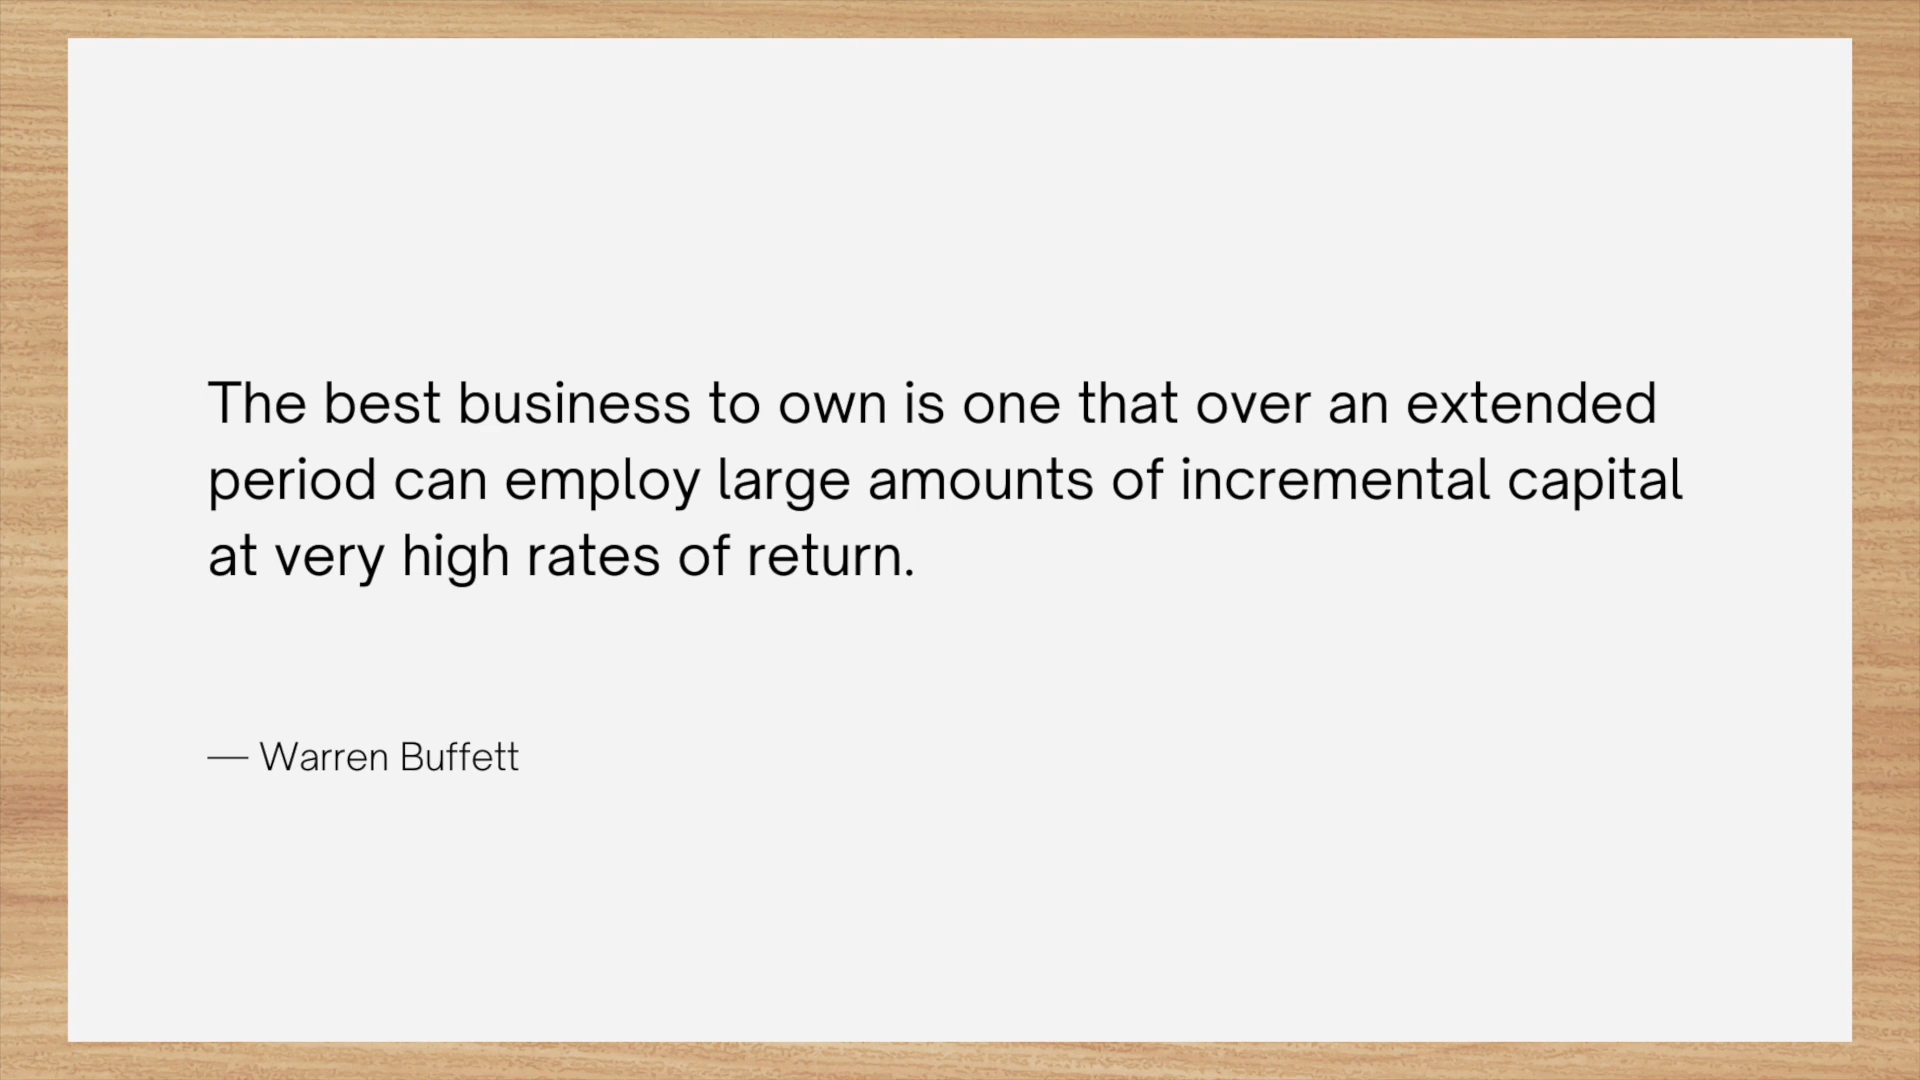 The best business to own is one that over an extended
period can employ large amounts of incremental capital
at very high rates of return.
— Warren Buffett